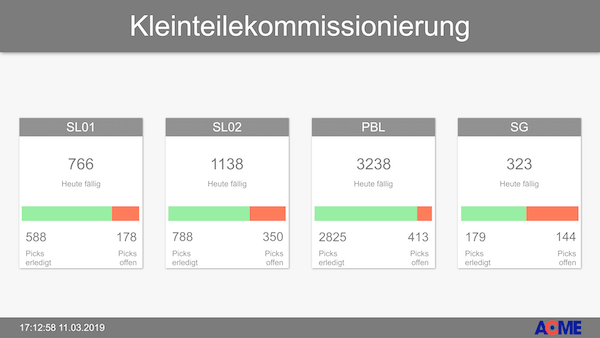 Kleinteilekommissionierung
SL01
766
Heute fällig
588
178
Picks
erledigt
Picks
offen
SL02
1138
Heute fällig
788
350
Picks
erledigt
Picks
offen
PBL
3238
Heute fällig
2825
413
Picks
erledigt
Picks
offen
SG
323
Heute fällig
179
144
Picks
erledigt
Picks
offen
17:12:58 11.03.2019
ACME